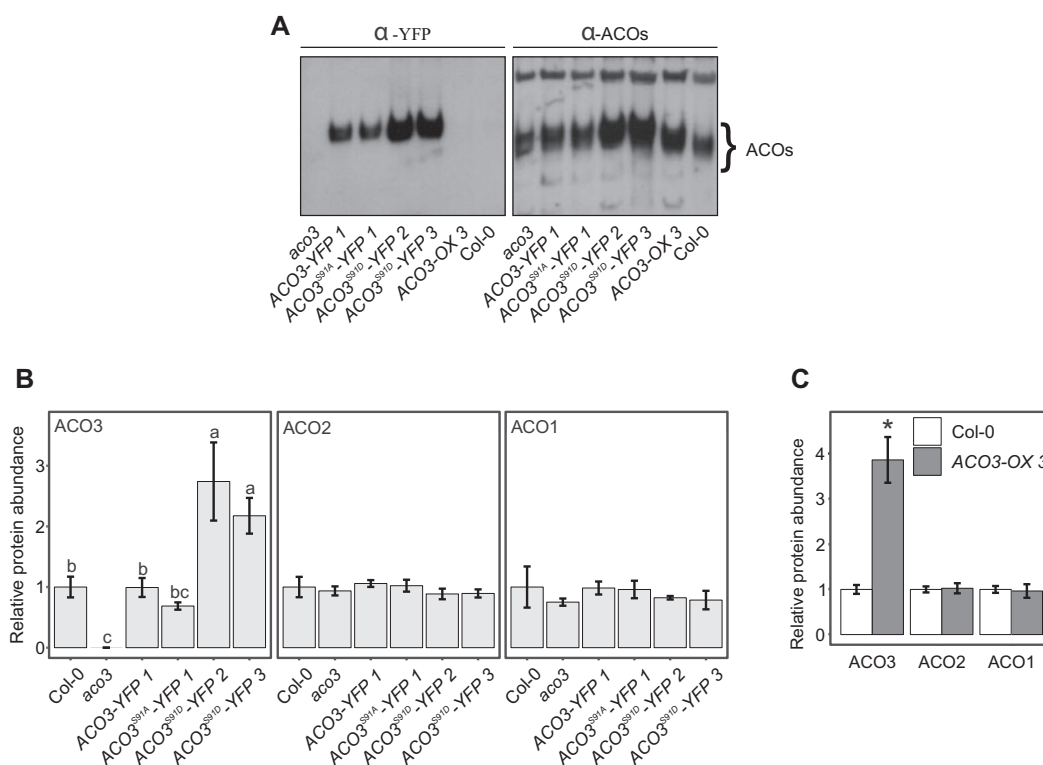 A
α -YFP
α-ACOs
ACOs
aco3
ACO3-YFP 1
ACO3S91A-YFP 1
ACO3S91D-YFP 2
ACO3S91D-YFP 3
ACO3-OX 3
Col-0
aco3
ACO3-YFP 1
ACO3S91A-YFP 1
ACO3S91D-YFP 2
ACO3S91D-YFP 3
ACO3-OX 3
Col-0
B
Relative protein abundance
3
2
1
0
ACO3
b
c
b
bc
a
a
Col-0
aco3
ACO3-YFP 1
ACO3S91A-YFP 1
ACO3S91D-YFP 2
ACO3S91D-YFP 3
ACO2
Col-0
aco3
ACO3-YFP 1
ACO3S91A-YFP 1
ACO3S91D-YFP 2
ACO3S91D-YFP 3
ACO1
Col-0
aco3
ACO3-YFP 1
ACO3S91A-YFP 1
ACO3S91D-YFP 2
ACO3S91D-YFP 3
C
Relative protein abundance
4
2
1
0
*
Col-0
ACO3-OX 3
ACO3
ACO2
ACO1